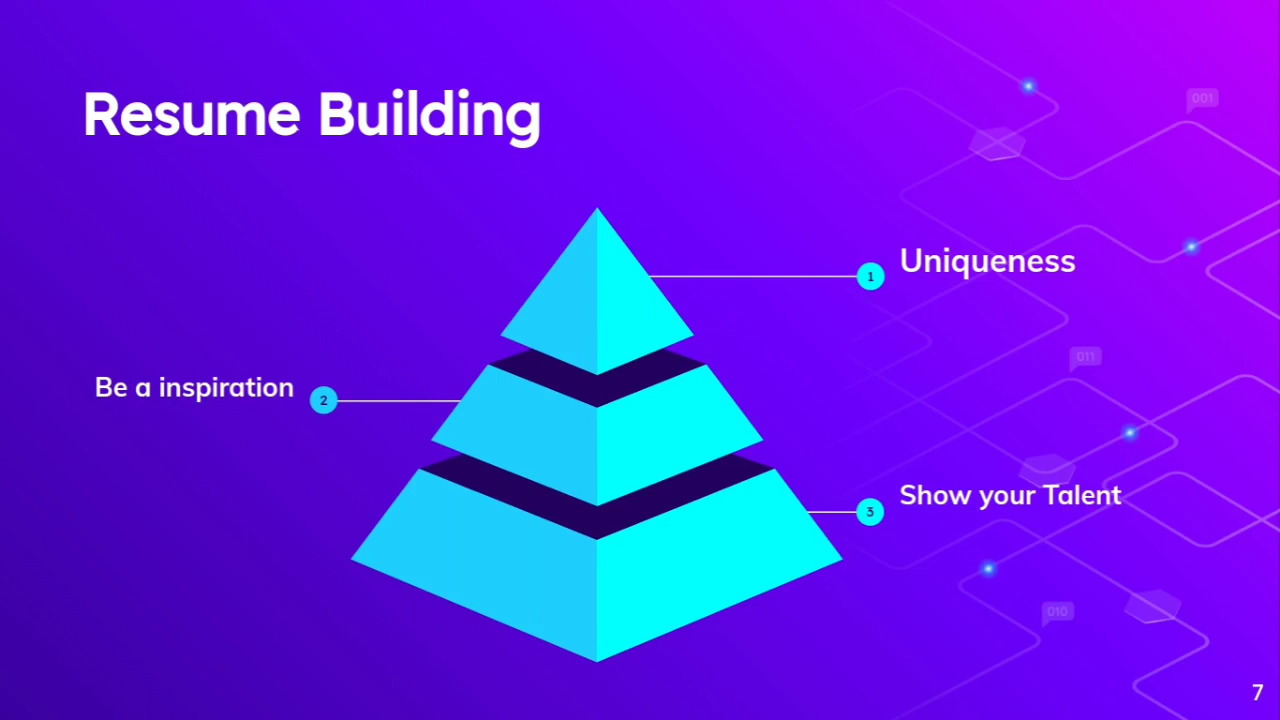 Resume Building
001
Uniqueness
1
011
Be a inspiration
2
Show your Talent
3
010
7